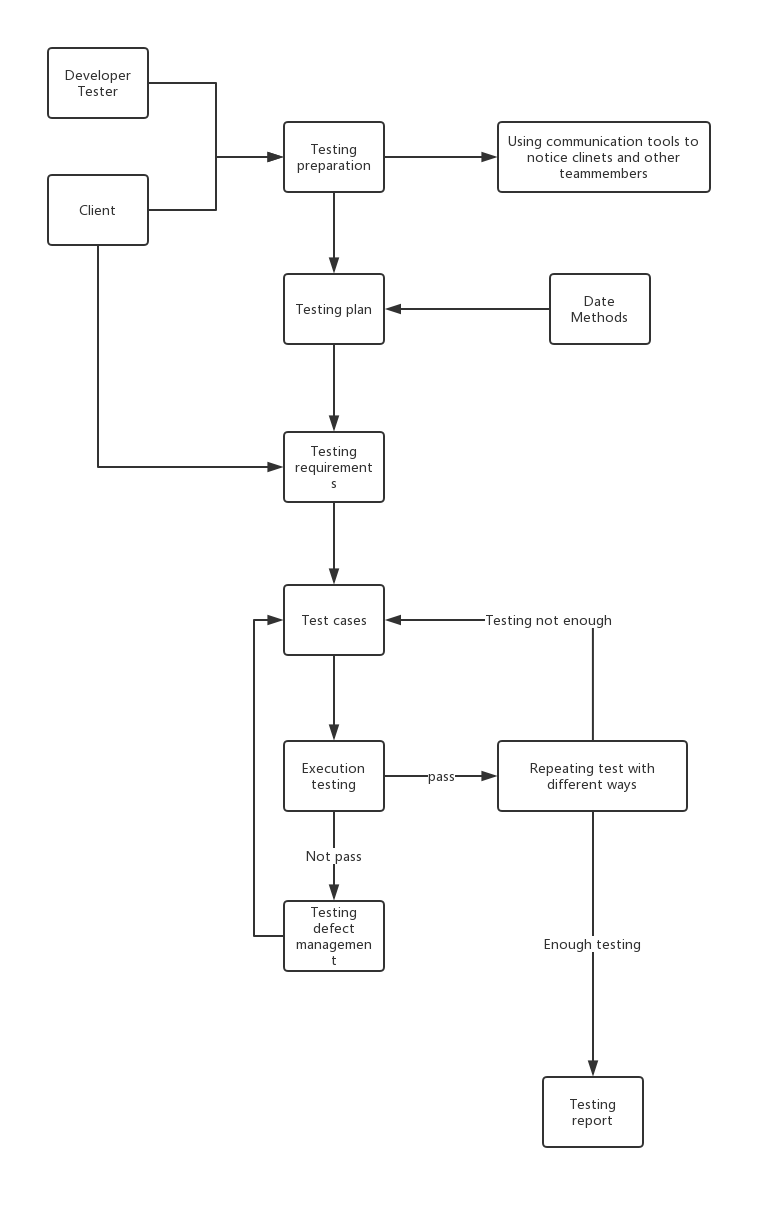 Developer
Tester
Testing
preparation
Using communication tools to
notice clinets and other
teammembers
Client
Testing plan
Date
Methods
Testing
requirement
s
Test cases
Testing not enough
Execution
testing
pass
Repeating test with
different ways
Not pass
Testing
defect
managemen
t
Enough testing
Testing
report